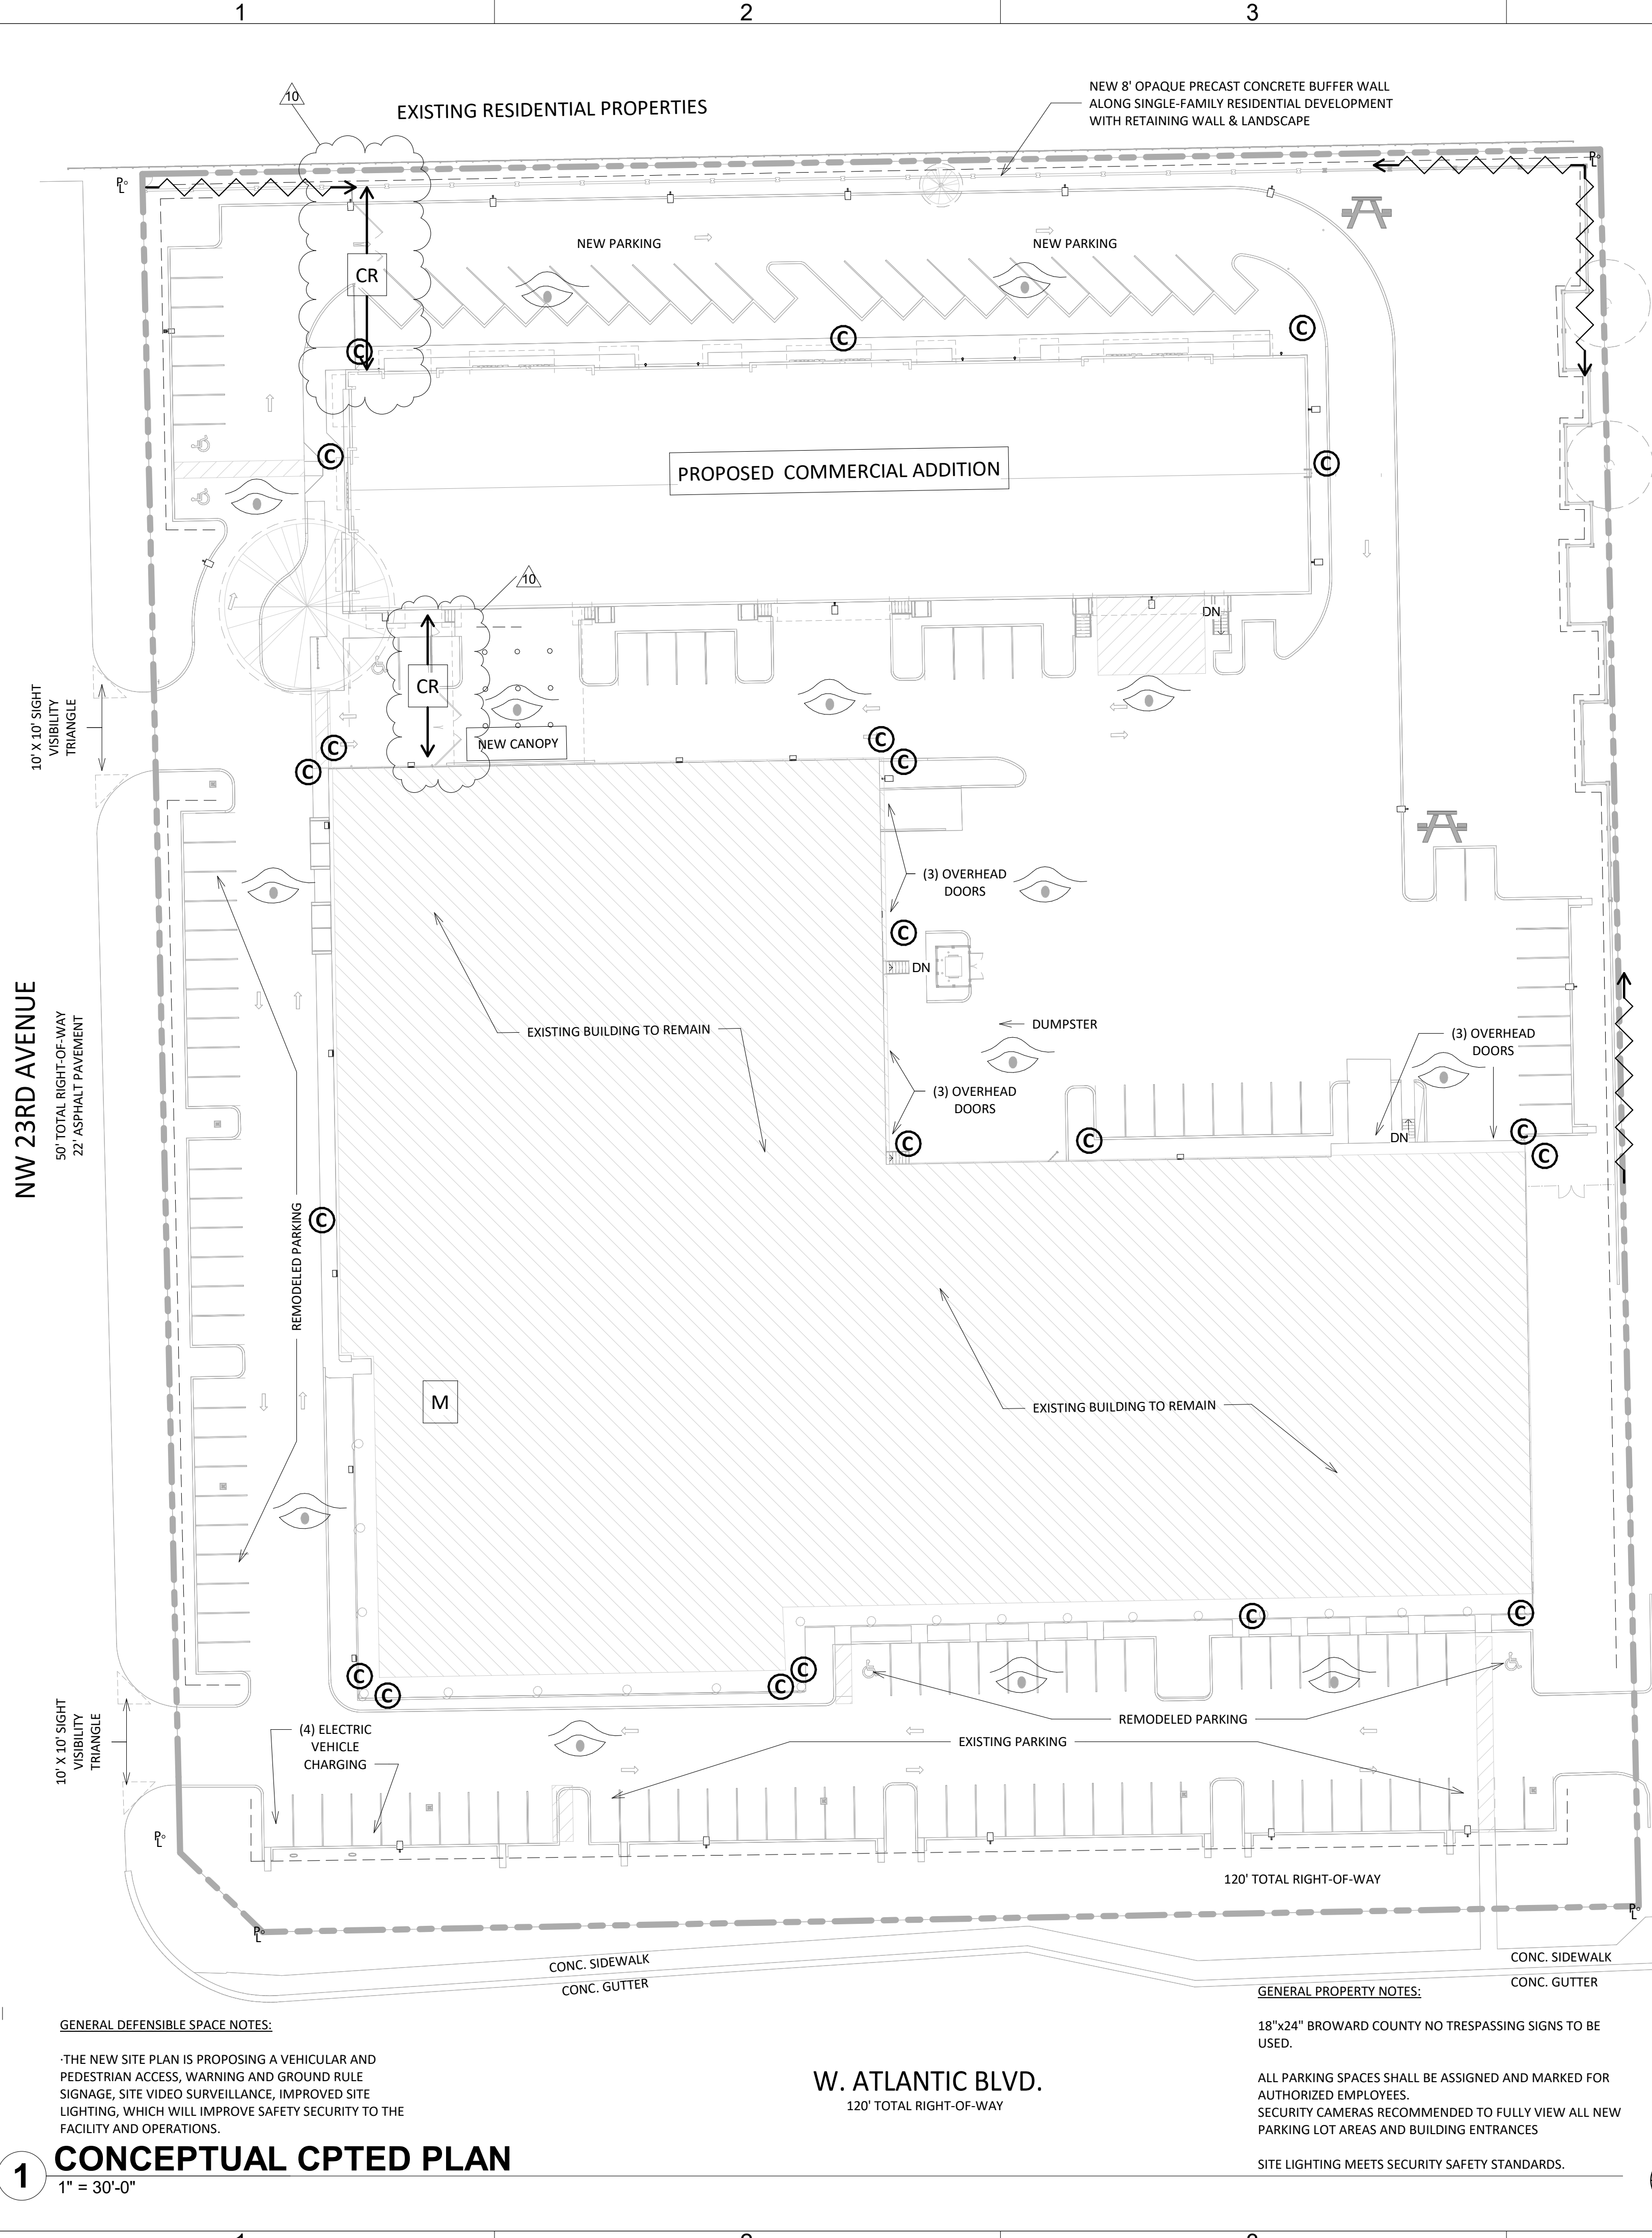 1
2
3
10
EXISTING RESIDENTIAL PROPERTIES
NEW 8' OPAQUE PRECAST CONCRETE BUFFER WALL
ALONG SINGLE-FAMILY RESIDENTIAL DEVELOPMENT
WITH RETAINING WALL & LANDSCAPE
PL
PL
NEW PARKING
NEW PARKING
CR
C
C
C
C
C
PROPOSED  COMMERCIAL ADDITION
10
DN
CR
10' X 10' SIGHT
VISIBILITY
TRIANGLE
NEW CANOPY
C
C
C
C
(3) OVERHEAD
DOORS
C
DN
DUMPSTER
EXISTING BUILDING TO REMAIN
(3) OVERHEAD
DOORS
(3) OVERHEAD
DOORS
NW 23RD AVENUE
50' TOTAL RIGHT-OF-WAY
22' ASPHALT PAVEMENT
C
C
DN
C
C
C
REMODELED PARKING
M
EXISTING BUILDING TO REMAIN
C
C
C
C
C
C
10' X 10' SIGHT
VISIBILITY
TRIANGLE
(4) ELECTRIC
VEHICLE
CHARGING
REMODELED PARKING
EXISTING PARKING
PL
120' TOTAL RIGHT-OF-WAY
PL
PL
CONC. SIDEWALK
CONC. GUTTER
CONC. SIDEWALK
CONC. GUTTER
GENERAL DEFENSIBLE SPACE NOTES:
·THE NEW SITE PLAN IS PROPOSING A VEHICULAR AND
PEDESTRIAN ACCESS, WARNING AND GROUND RULE
SIGNAGE, SITE VIDEO SURVEILLANCE, IMPROVED SITE
LIGHTING, WHICH WILL IMPROVE SAFETY SECURITY TO THE
FACILITY AND OPERATIONS.
W. ATLANTIC BLVD.
120' TOTAL RIGHT-OF-WAY
GENERAL PROPERTY NOTES:
18"x24" BROWARD COUNTY NO TRESPASSING SIGNS TO BE
USED.
ALL PARKING SPACES SHALL BE ASSIGNED AND MARKED FOR
AUTHORIZED EMPLOYEES.
SECURITY CAMERAS RECOMMENDED TO FULLY VIEW ALL NEW
PARKING LOT AREAS AND BUILDING ENTRANCES
SITE LIGHTING MEETS SECURITY SAFETY STANDARDS.
1
CONCEPTUAL CPTED PLAN
1" = 30'-0"